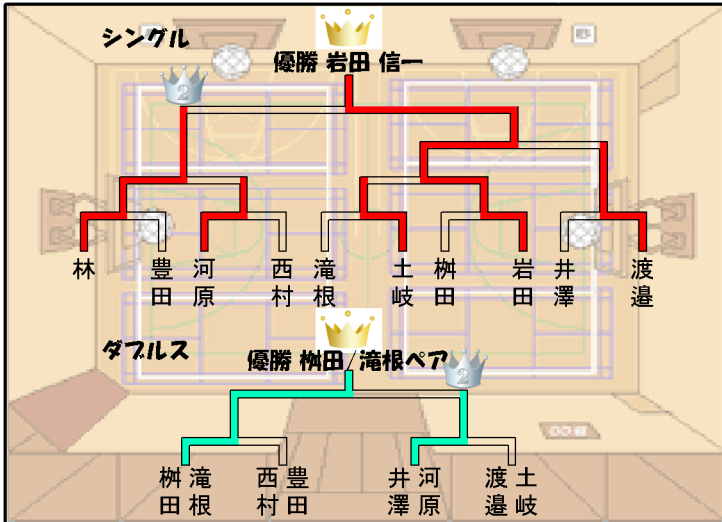 シングル
優勝 岩田 信一
2
林 豊田 河原 西村 滝根 土岐 桝田 岩田 井澤 渡邉
ダブルス
優勝 桝田/滝根ペア
2
桝田 滝根 西村 豊田 井澤 河原 渡邉 土岐